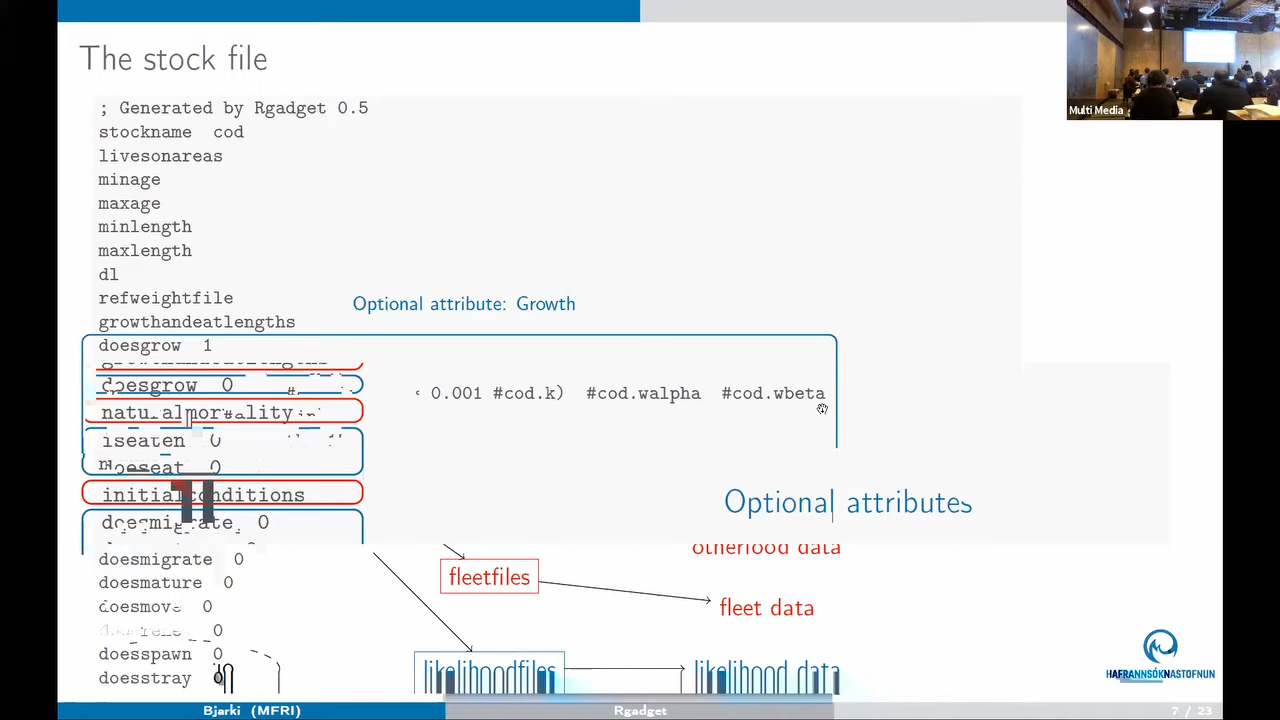 The stock file
Multi Media
; Generated by Rgadget 0.5
stockname cod
livesonareas
minage
maxage
minlength
maxlength
dl
refweightfile
growthandeatlengths
Optional attribute: Growth
doesgrow 1
doesgrow 0
0.001 #cod.k) #cod.walpha #cod.wbeta
naturalmortality
iseaten 0
doeseat 0
initialconditions
Optional attributes
doesmigrate 0
otherfood data
doesmigrate 0
fleetfiles
doesmature 0
fleet data
doesmove 0
0
doesspawn 0
doesstray 0
likelihoodfiles
likelihood data
HAFRANNSÓKNASTOFNUN
Bjarki (MFRI)
Rgadget
7 / 23